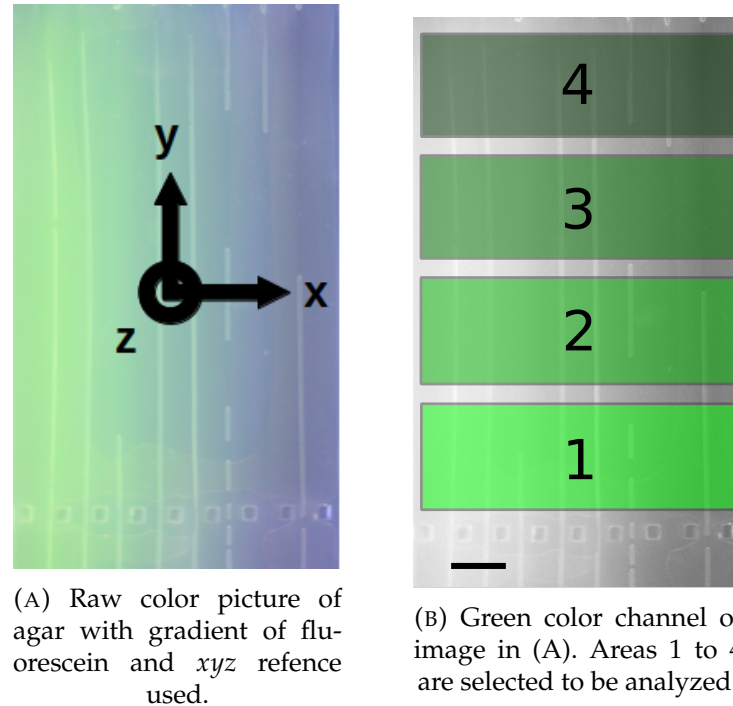 y
x
z
4
3
2
1
(A) Raw color picture of
agar with gradient of flu-
orescein and xyz refence
used.
(B) Green color channel o
image in (A). Areas 1 to 4
are selected to be analyzed